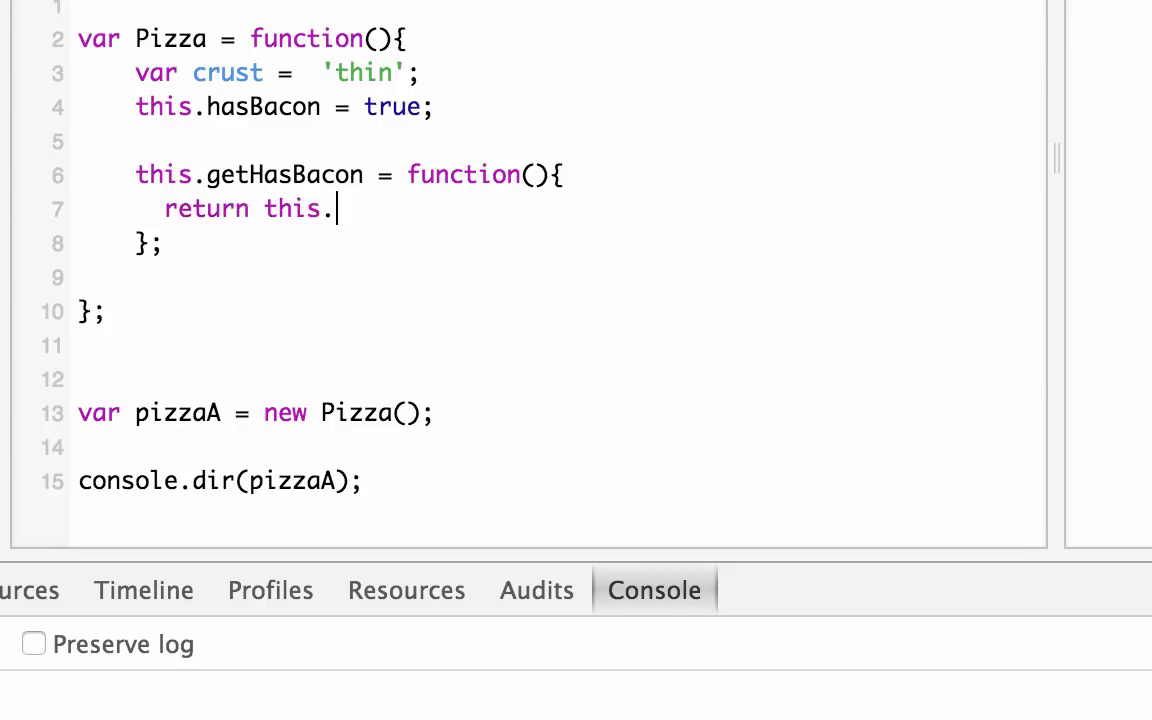 1
2 var Pizza = function(){
3 var crust =  'thin';
4 this.hasBacon = true;
5
6 this.getHasBacon = function(){
7 return this.
8 };
9
10 };
11
12
13 var pizzaA = new Pizza();
14
15 console.dir(pizzaA);
urces Timeline Profiles Resources Audits Console
Preserve log